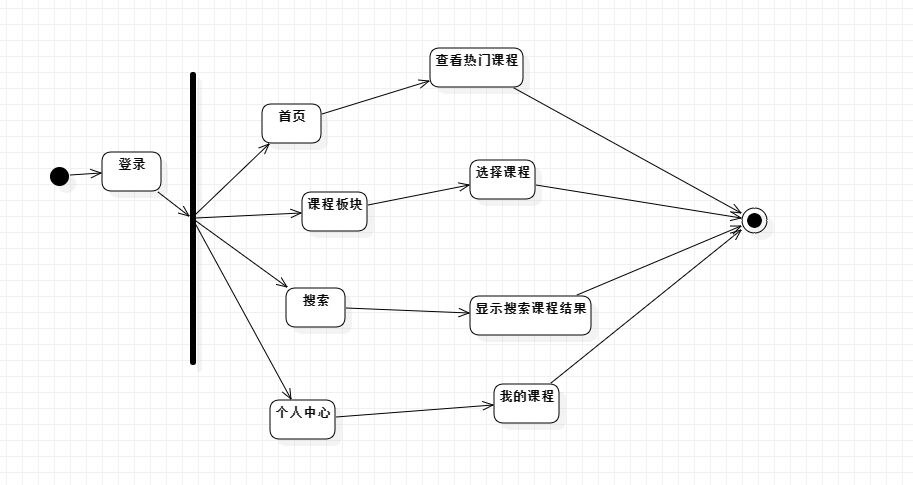 查看热门课程
首页
登录
选择课程
课程板块
搜索
显示搜索课程结果
我的课程
个人中心